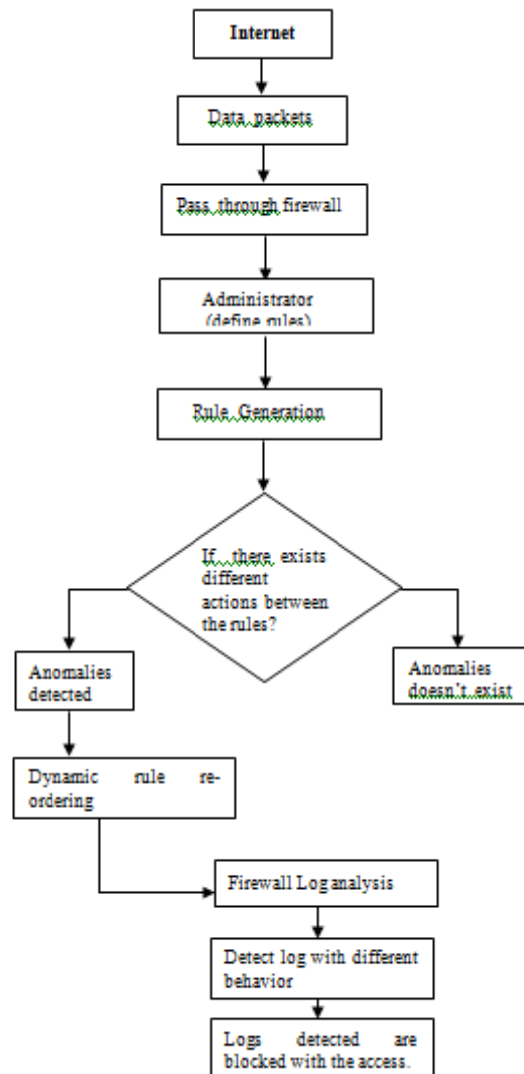 Internet
Data packets
Pass through firewall
Administrator
(define rules)
Rule Generation
If there exists
different
actions between
the rules?
Anomalies
detected
Anomalies
doesn't exist
Dynamic rule re-
ordering
Firewall Log analysis
Detect log with different
behavior
Logs detected are
blocked with the access.